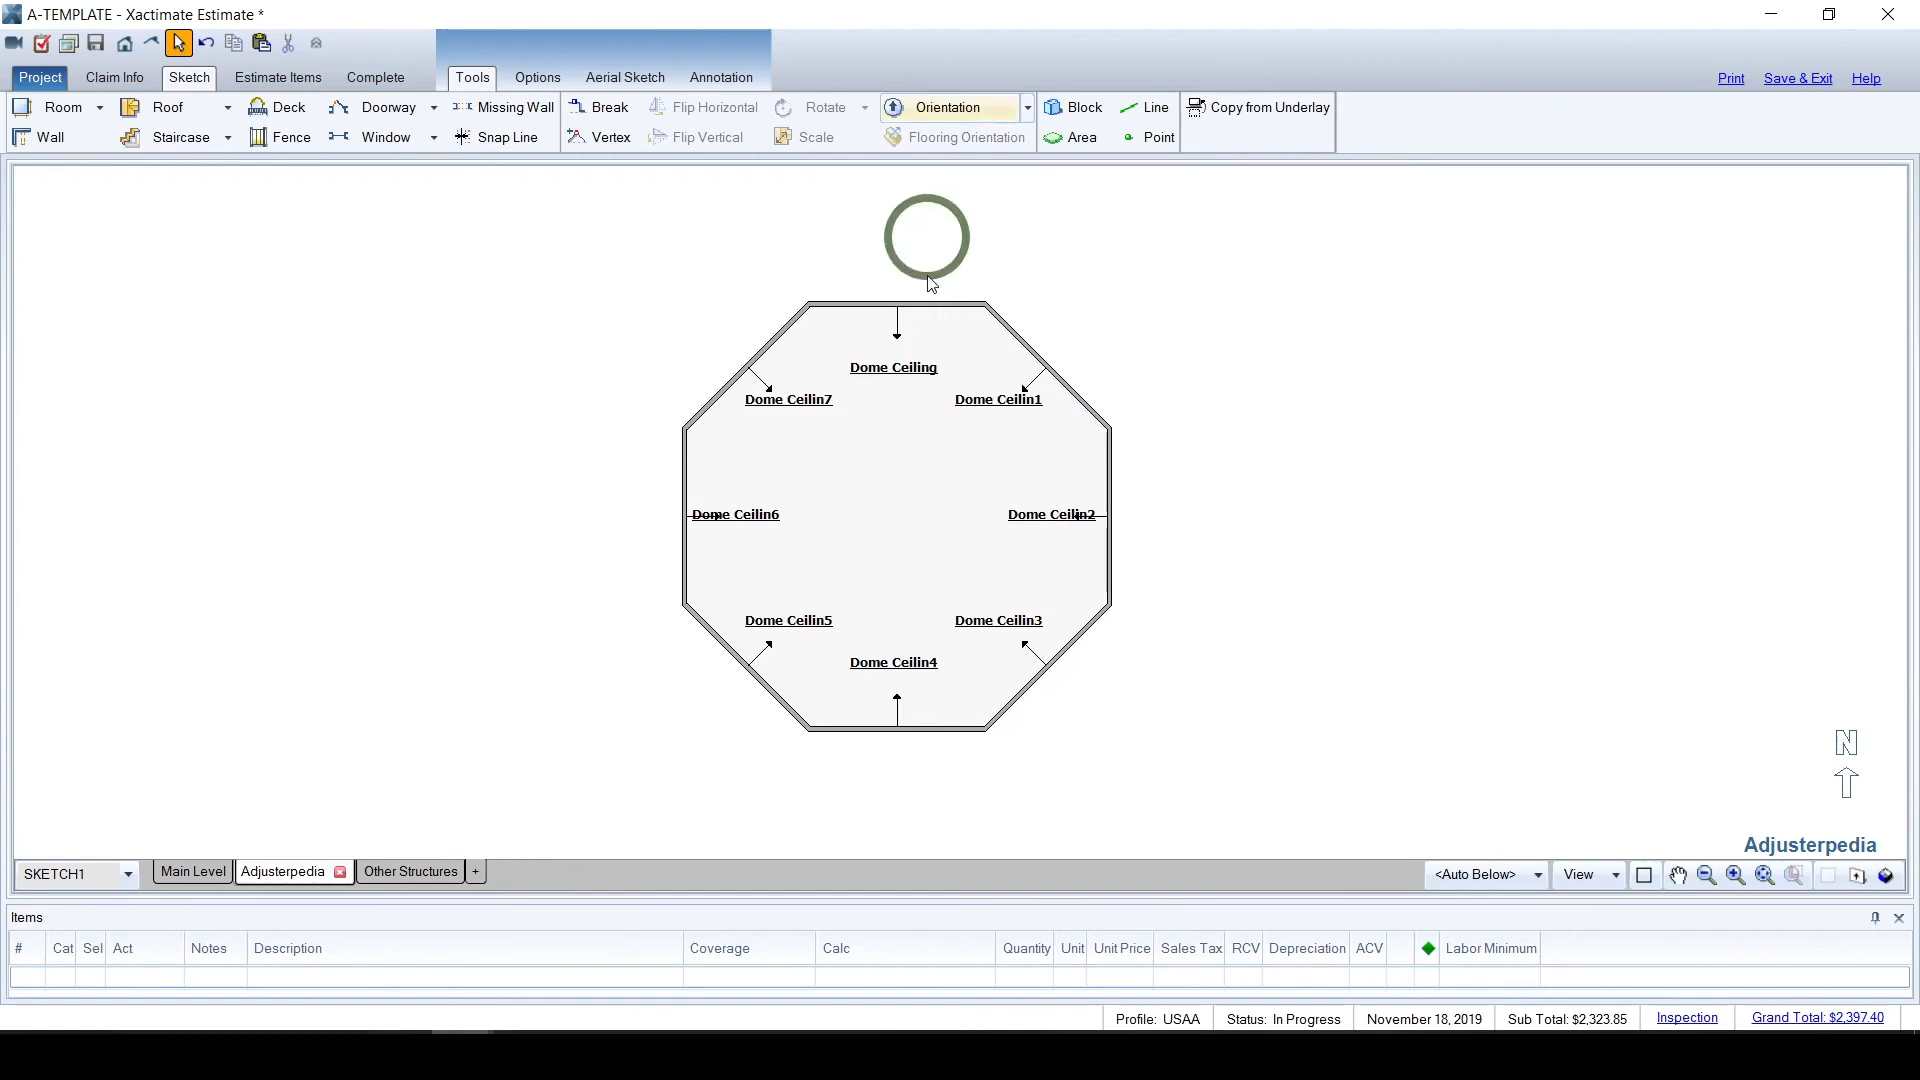 A-TEMPLATE - Xactimate Estimate *
Project Claim Info Sketch Estimate Items Complete Tools Options Aerial Sketch Annotation Print Save & Exit Help
Room Roof Deck Doorway Missing Wall Break Flip Horizontal Rotate Orientation Block Line Copy from Underlay
Wall Staircase Fence Window Snap Line Vertex Flip Vertical Scale Flooring Orientation Area Point
Dome Ceiling
Dome Ceilin7 Dome Ceilin1
Dome Ceilin6 Dome Ceilin2
Dome Ceilin5 Dome Ceilin3
Dome Ceilin4
N
Adjusterpedia
SKETCH1 Main Level Adjusterpedia Other Structures + <Auto Below> View
Items
# Cat Sel Act Notes Description Coverage Calc Quantity Unit Unit Price Sales Tax RCV Depreciation ACV Labor Minimum
Profile: USAA Status: In Progress November 18, 2019 Sub Total: $2,323.85 Inspection Grand Total: $2,397.40